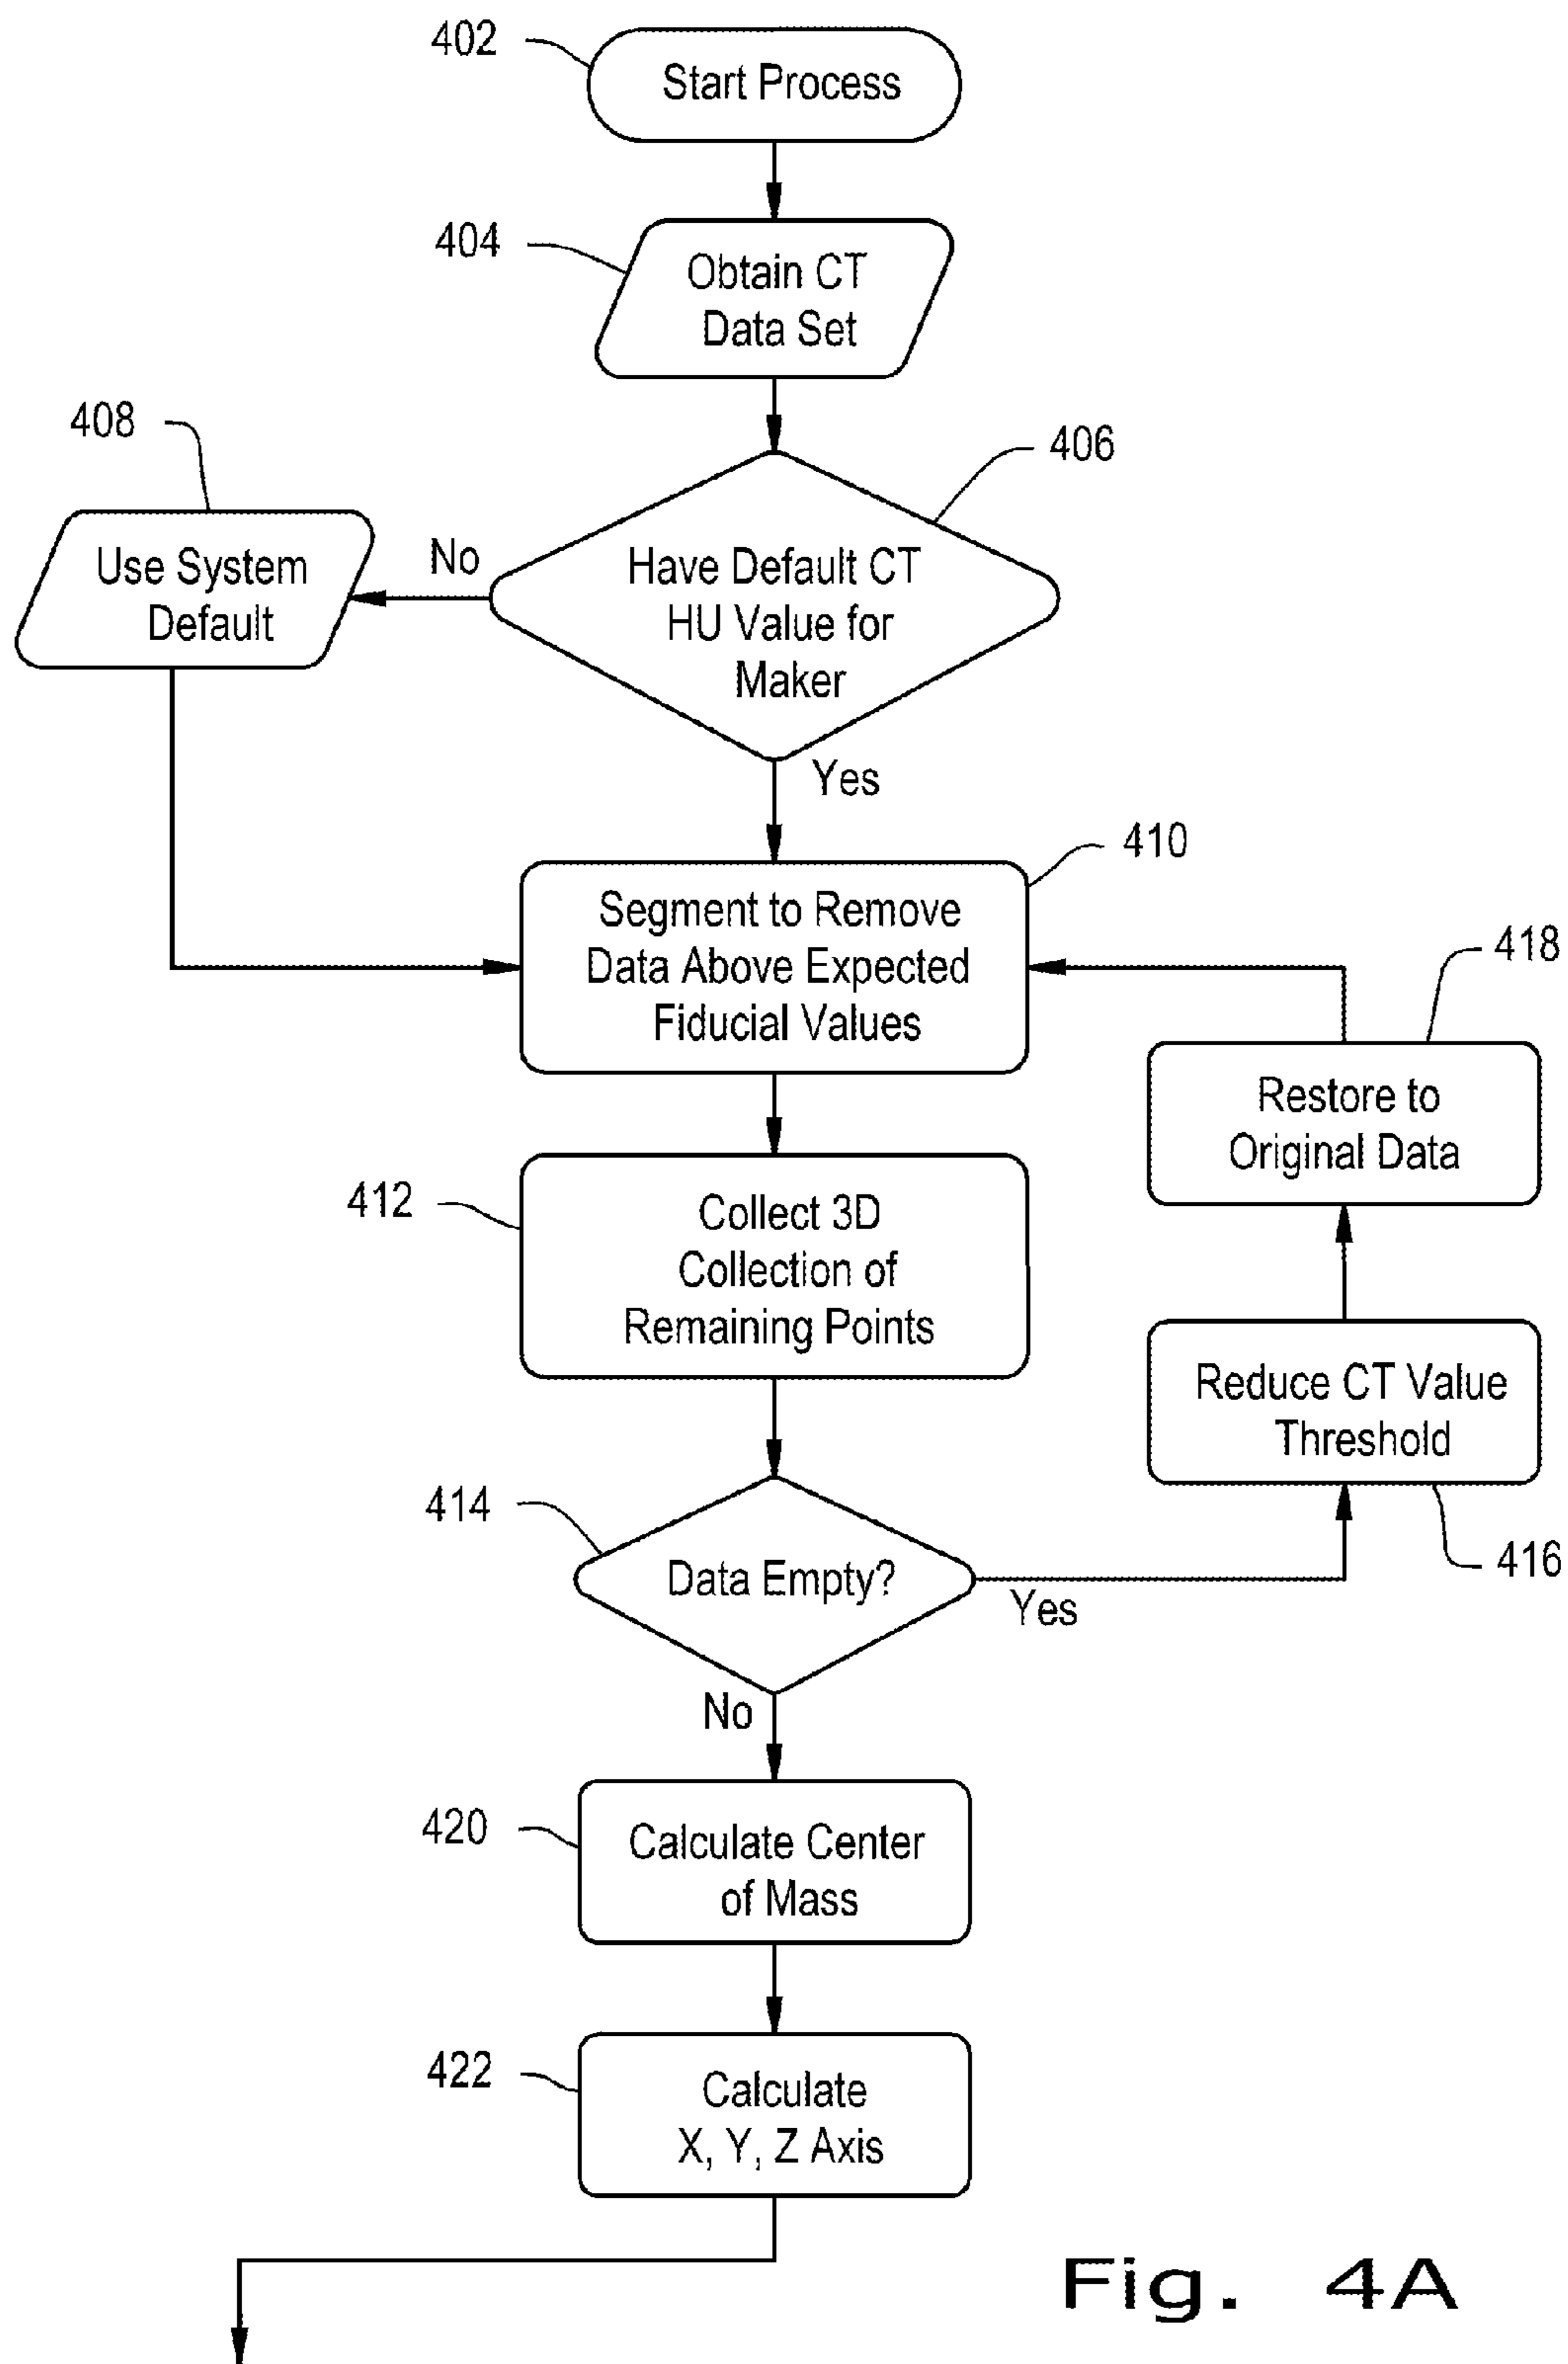 402
Start Process
404
Obtain CT
Data Set
408
406
Use System
Default
No
Have Default CT
HU Value for
Maker
Yes
410
Segment to Remove
Data Above Expected
Fiducial Values
418
Restore to
Original Data
412
Collect 3D
Collection of
Remaining Points
Reduce CT Value
Threshold
416
414
Data Empty?
Yes
No
420
Calculate Center
of Mass
422
Calculate
X, Y, Z Axis
Fig. 4A